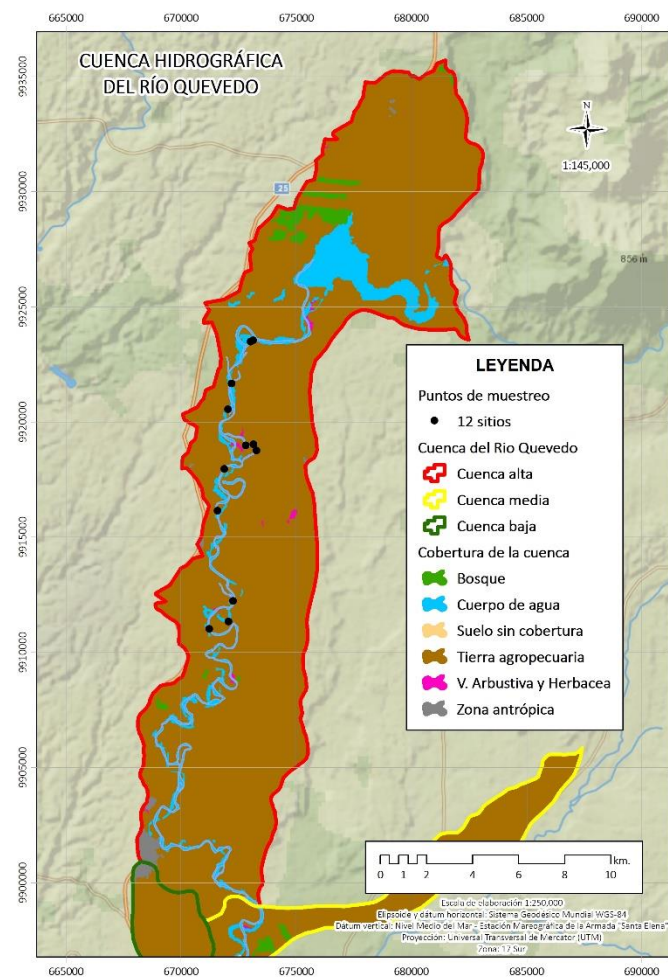 665000
670000
675000
680000
685000
690000
CUENCA HIDROGRÁFICA
DEL RÍO QUEVEDO
N
1:145,000
25
856 m
9935000
9930000
9925000
9920000
9915000
9910000
9905000
9900000
LEYENDA
Puntos de muestreo
12 sitios
Cuenca del Rio Quevedo
Cuenca alta
Cuenca media
Cuenca baja
Cobertura de la cuenca
Bosque
Cuerpo de agua
Suelo sin cobertura
Tierra agropecuaria
V. Arbustiva y Herbacea
Zona antrópica
0 1 2 4 6 8 10 km.
Escala de elaboración 1:250,000
Elipsoide y dátum horizontal: Sistema Geodésico Mundial WGS-84
Dátum vertical: Nivel Medio del Mar - Estación Mareográfica de la Armada "Santa Elena"
Proyección: Universal Transversal de Mercator (UTM)
Zona: 17 Sur
665000
670000
675000
680000
685000
690000